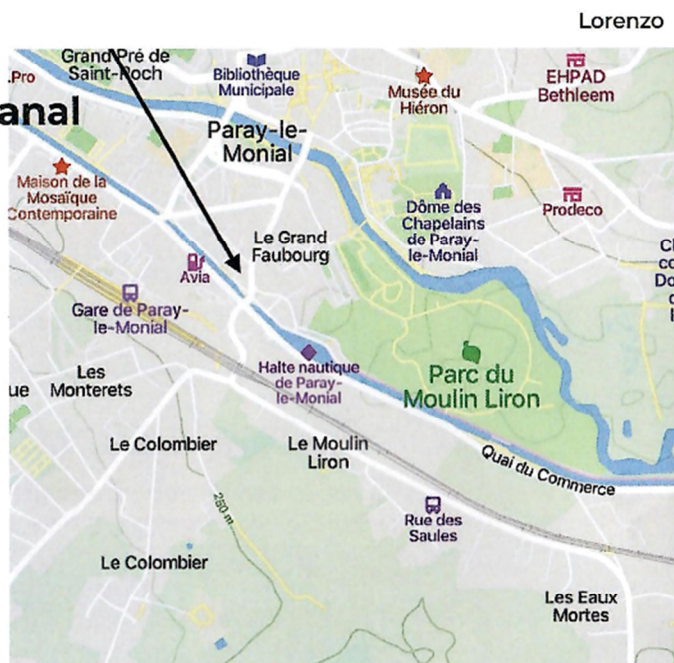 Lorenzo
Grand Pré de
Saint-Roch
.Pro
Bibliothèque
Municipale
Musée du
Hiéron
EHPAD
Bethleem
anal
Paray-le-
Monial
Maison de la
Mosaïque
Contemporaine
Dôme des
Chapelains
de Paray-
le-Monial
Prodeco
Le Grand
Faubourg
Avia
Gare de Paray-
le-Monial
Halte nautique
de Paray-
le-Monial
Parc du
Moulin Liron
Les
Monterets
ue
Le Colombier
Le Moulin
Liron
Quai du Commerce
250 m
Rue des
Saules
Le Colombier
Les Eaux
Mortes